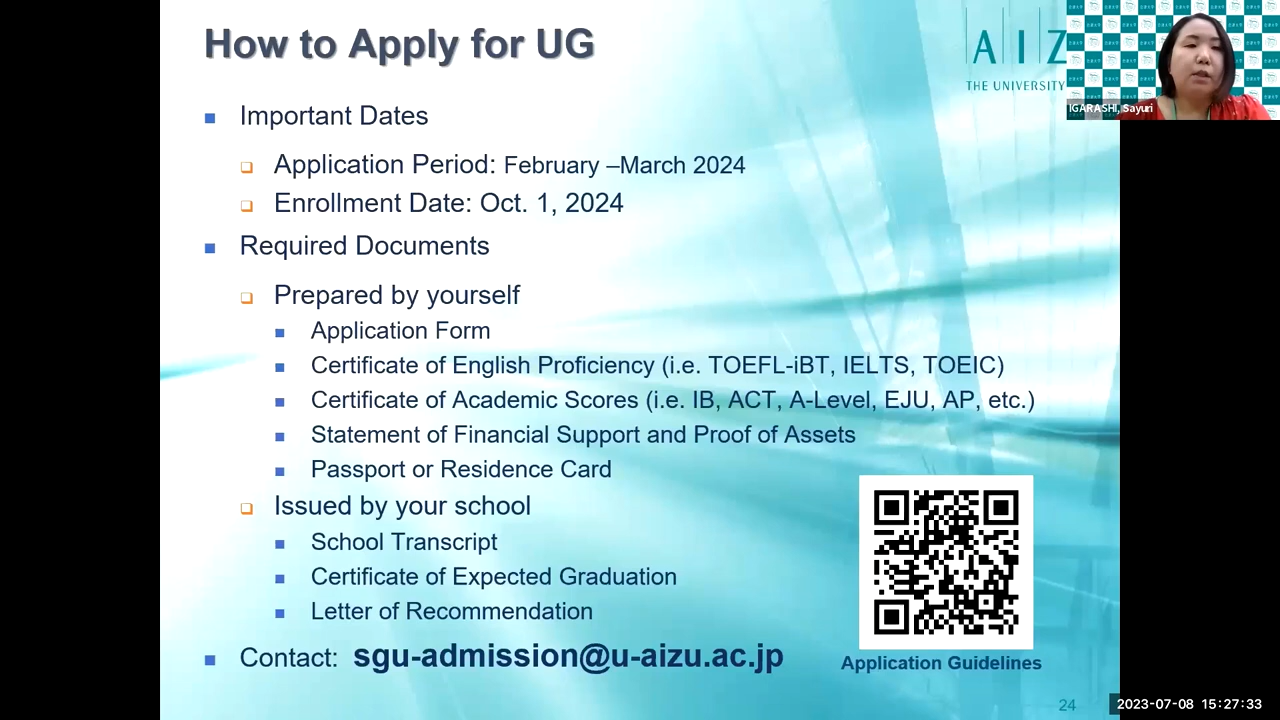 How to Apply for UG
AIZ
THE UNIVERSITY
IGARASHI, Sayuri
Important Dates
Application Period: February –March 2024
Enrollment Date: Oct. 1, 2024
Required Documents
Prepared by yourself
Application Form
Certificate of English Proficiency (i.e. TOEFL-iBT, IELTS, TOEIC)
Certificate of Academic Scores (i.e. IB, ACT, A-Level, EJU, AP, etc.)
Statement of Financial Support and Proof of Assets
Passport or Residence Card
Issued by your school
School Transcript
Certificate of Expected Graduation
Letter of Recommendation
Contact: sgu-admission@u-aizu.ac.jp
Application Guidelines
24
2023-07-08 15:27:33